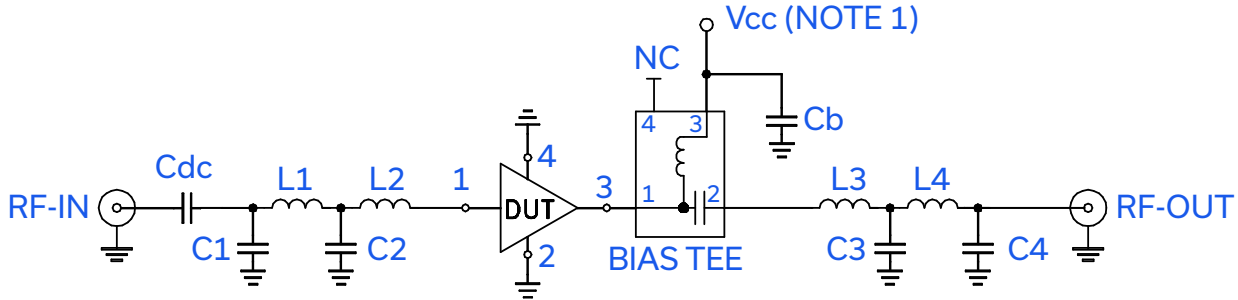 Vcc (NOTE 1)
NC
4
3
Cb
Cdc
L1
L2
1
4
3
1
2
L3
L4
RF-IN
DUT
RF-OUT
C1
C2
2
BIAS TEE
C3
C4